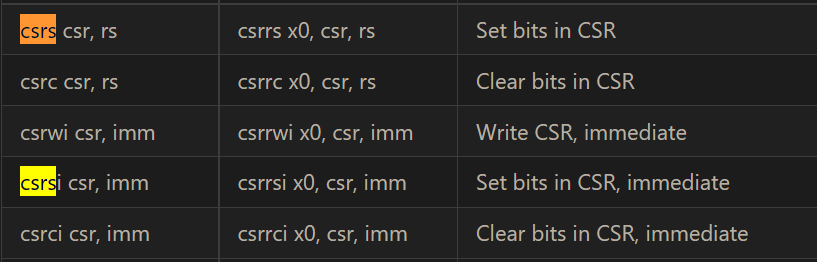 csrs csr, rs csrrs x0, csr, rs Set bits in CSR
csrc csr, rs csrrc x0, csr, rs Clear bits in CSR
csrwi csr, imm csrrwi x0, csr, imm Write CSR, immediate
csrsi csr, imm csrrsi x0, csr, imm Set bits in CSR, immediate
csrci csr, imm csrrci x0, csr, imm Clear bits in CSR, immediate